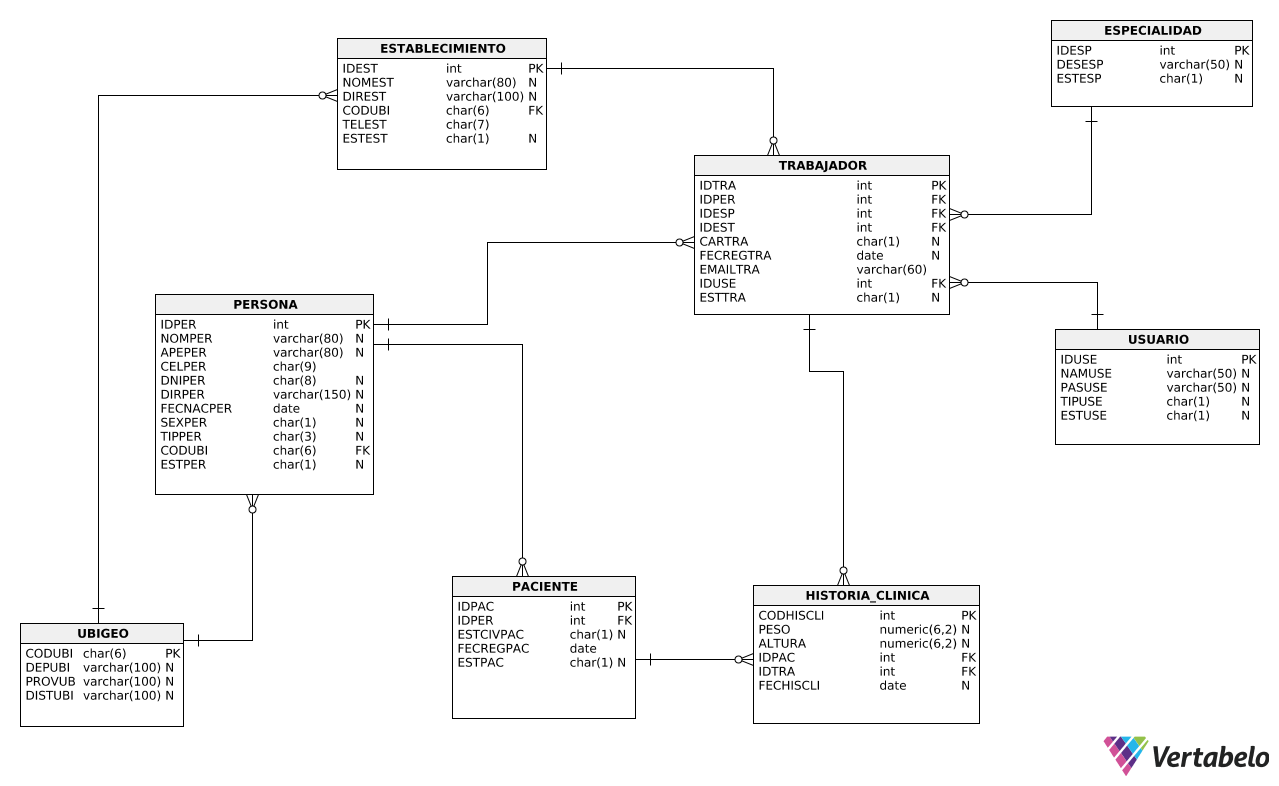 ESTABLECIMIENTO
IDEST int PK
NOMEST varchar(80) N
DIREST varchar(100) N
CODUBI char(6) FK
TELEST char(7)
ESTEST char(1) N
ESPECIALIDAD
IDESP int PK
DESESP varchar(50) N
ESTESP char(1) N
TRABAJADOR
IDTRA int PK
IDPER int FK
IDESP int FK
IDEST int FK
CARTRA char(1) N
FECREGTRA date N
EMAILTRA varchar(60)
IDUSE int FK
ESTTRA char(1) N
PERSONA
IDPER int PK
NOMPER varchar(80) N
APEPER varchar(80) N
CELPER char(9)
DNIPER char(8) N
DIRPER varchar(150) N
FECNACPER date N
SEXPER char(1) N
TIPPER char(3) N
CODUBI char(6) FK
ESTPER char(1) N
USUARIO
IDUSE int PK
NAMUSE varchar(50) N
PASUSE varchar(50) N
TIPUSE char(1) N
ESTUSE char(1) N
UBIGEO
CODUBI char(6) PK
DEPUBI varchar(100) N
PROVUB varchar(100) N
DISTUBI varchar(100) N
PACIENTE
IDPAC int PK
IDPER int FK
ESTCIVPAC char(1) N
FECREGPAC date
ESTPAC char(1) N
HISTORIA_CLINICA
CODHISCLI int PK
PESO numeric(6,2) N
ALTURA numeric(6,2) N
IDPAC int FK
IDTRA int FK
FECHISCLI date N
Vertabelo